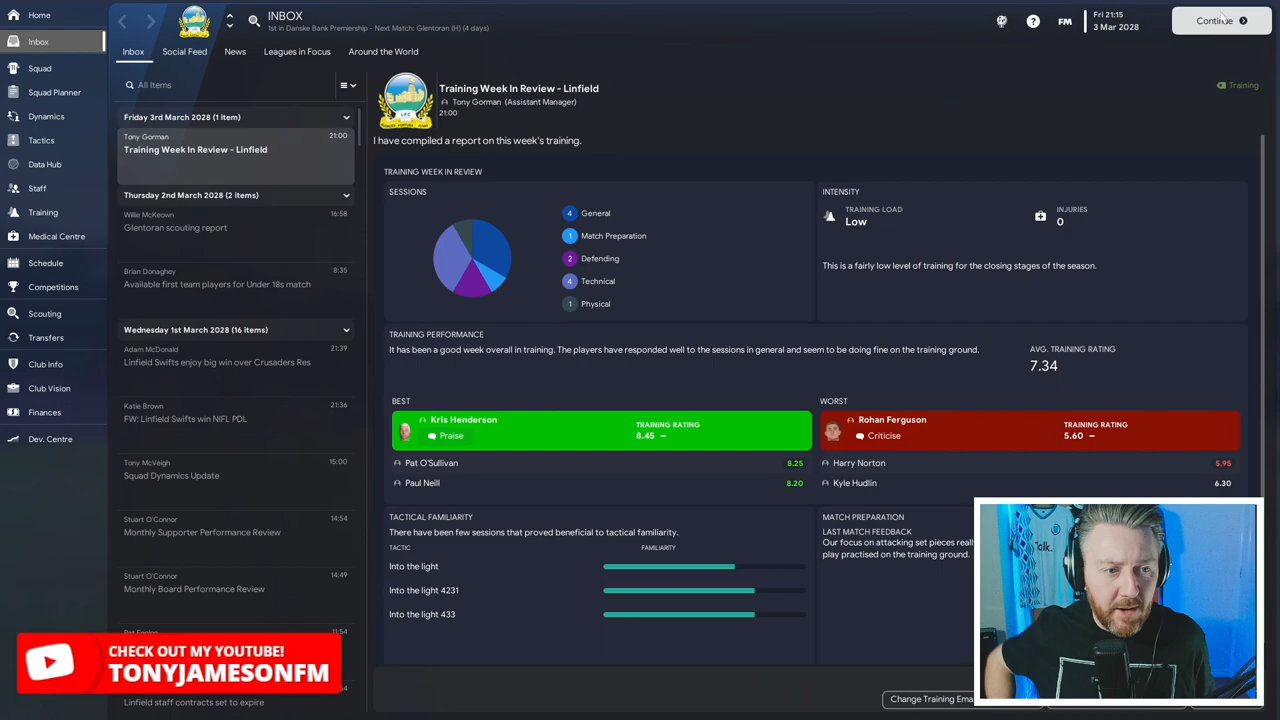 Home
Inbox
Squad
Squad Planner
Dynamics
Tactics
Data Hub
Staff
Training
Medical Centre
Schedule
Competitions
Scouting
Transfers
Club Info
Club Vision
Finances
Dev. Centre
INBOX
1st in Danske Bank Premiership - Next Match: Glentoran (H) (4 days)
FM
Fri 21:15
3 Mar 2028
Continue
Inbox
Social Feed
News
Leagues in Focus
Around the World
All Items
Friday 3rd March 2028 (1 item)
Tony Gorman
21:00
Training Week In Review - Linfield
Thursday 2nd March 2028 (2 items)
Willie McKeown
16:58
Glentoran scouting report
Brian Donaghey
8:35
Available first team players for Under 18s match
Wednesday 1st March 2028 (16 items)
Adam McDonald
21:39
Linfield Swifts enjoy big win over Crusaders Res
Katie Brown
21:36
FW: Linfield Swifts win NIFL PDL
Tony McVeigh
15:00
Squad Dynamics Update
Stuart O'Connor
14:54
Monthly Supporter Performance Review
Stuart O'Connor
14:49
Monthly Board Performance Review
11:54
Linfield staff contracts set to expire
Training Week In Review - Linfield
Tony Gorman (Assistant Manager)
Training
I have compiled a report on this week's training.
TRAINING WEEK IN REVIEW
SESSIONS
4 General
1 Match Preparation
2 Defending
4 Technical
1 Physical
INTENSITY
TRAINING LOAD
Low
INJURIES
0
This is a fairly low level of training for the closing stages of the season.
TRAINING PERFORMANCE
It has been a good week overall in training. The players have responded well to the sessions in general and seem to be doing fine on the training ground.
AVG. TRAINING RATING
7.34
BEST
Kris Henderson
Praise
TRAINING RATING
8.45 –
Pat O'Sullivan 8.25
Paul Neill 8.20
WORST
Rohan Ferguson
Criticise
TRAINING RATING
5.60 –
Harry Norton 5.95
Kyle Hudlin 6.30
TACTICAL FAMILIARITY
There have been few sessions that proved beneficial to tactical familiarity.
TACTIC
FAMILIARITY
Into the light
Into the light 4231
Into the light 433
MATCH PREPARATION
LAST MATCH FEEDBACK
Our focus on attacking set pieces
play practised on the training ground.
Change Training
Talk.
CHECK OUT MY YOUTUBE!
TONYJAMESONFM